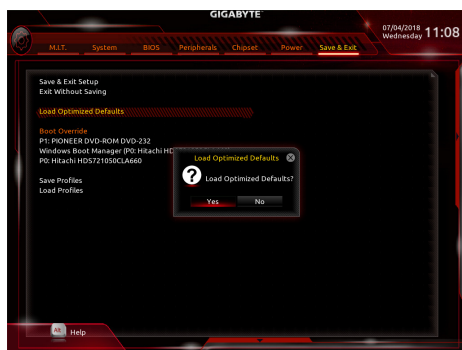 GIGABYTE
07/04/2018
Wednesday
11:08
M.I.T. System BIOS Peripherals Chipset Power Save & Exit
Save & Exit Setup
Exit Without Saving
Load Optimized Defaults
Boot Override
P1: PIONEER DVD-ROM DVD-232
Windows Boot Manager (P0: Hitachi
P0: Hitachi HDS721050CLA660
Save Profiles
Load Profiles
Load Optimized Defaults
Load Optimized Defaults?
Yes No
Alt Help